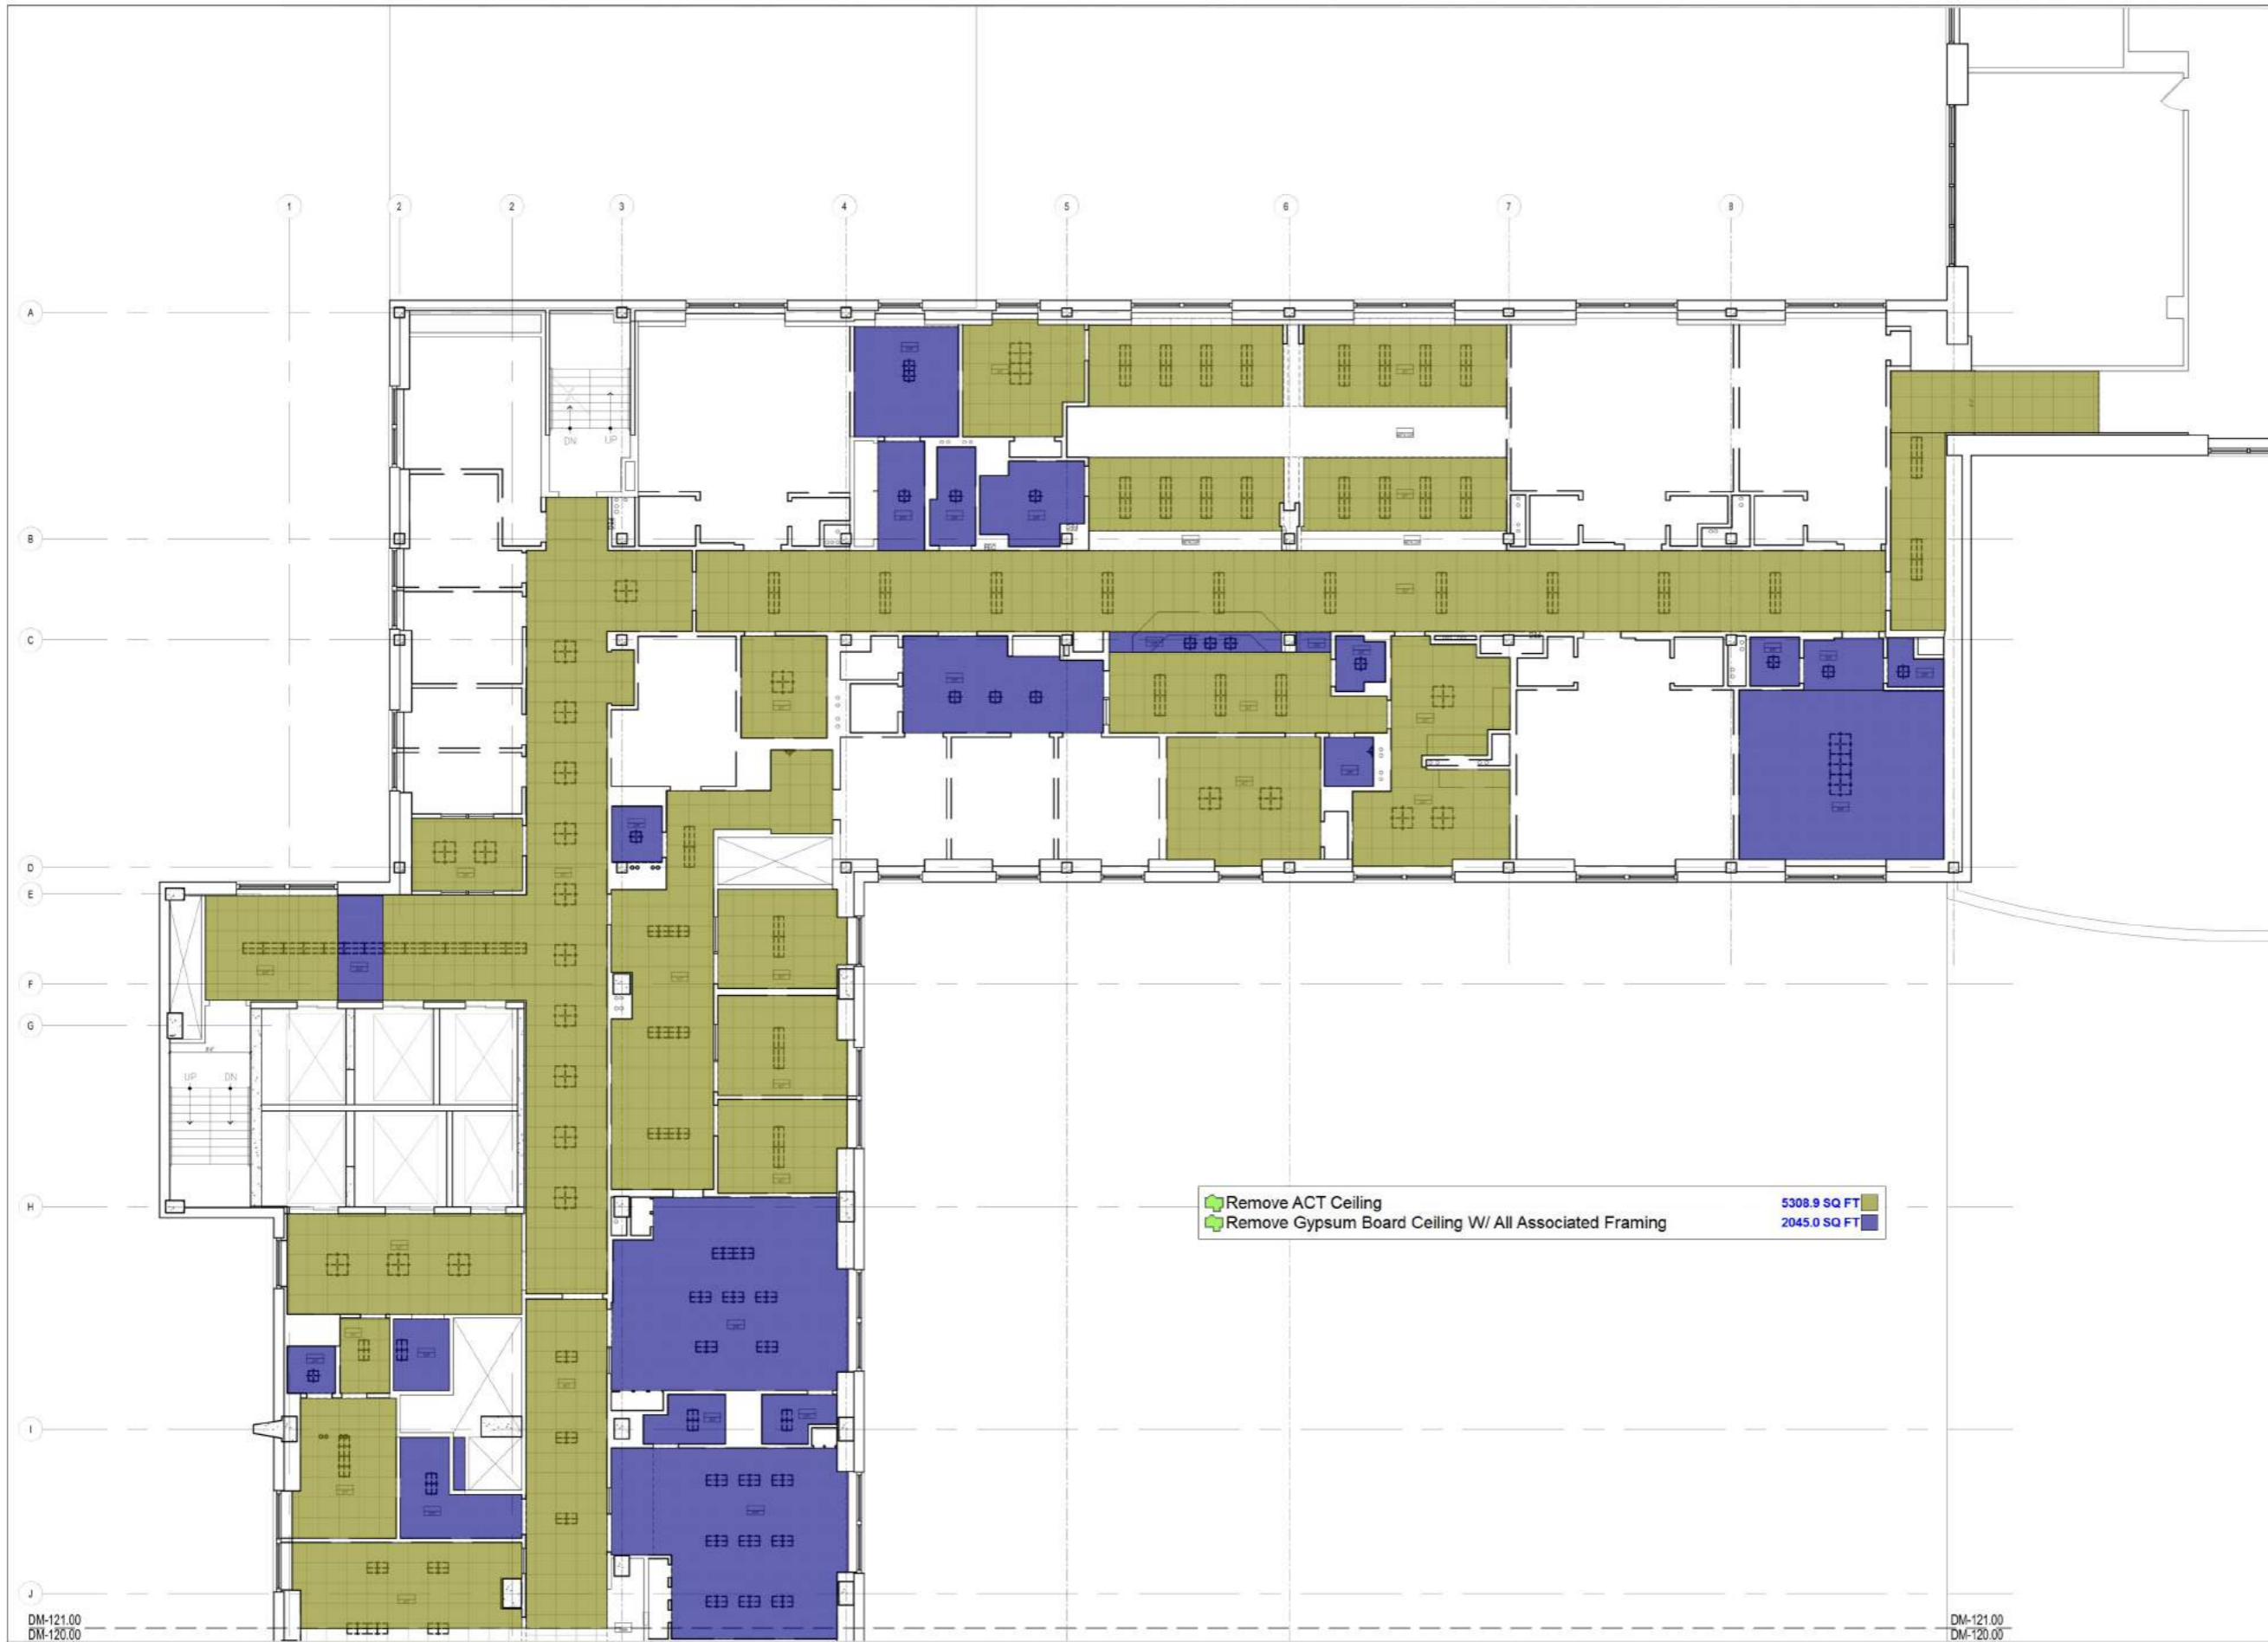 1 2 2 3 4 5 6 7 8
A
DN UP
B
C
D
E
F
G
UP DN
H
Remove ACT Ceiling 5308.9 SQ FT
Remove Gypsum Board Ceiling W/ All Associated Framing 2045.0 SQ FT
I
J
DM-121.00 DM-121.00
DM-120.00 DM-120.00